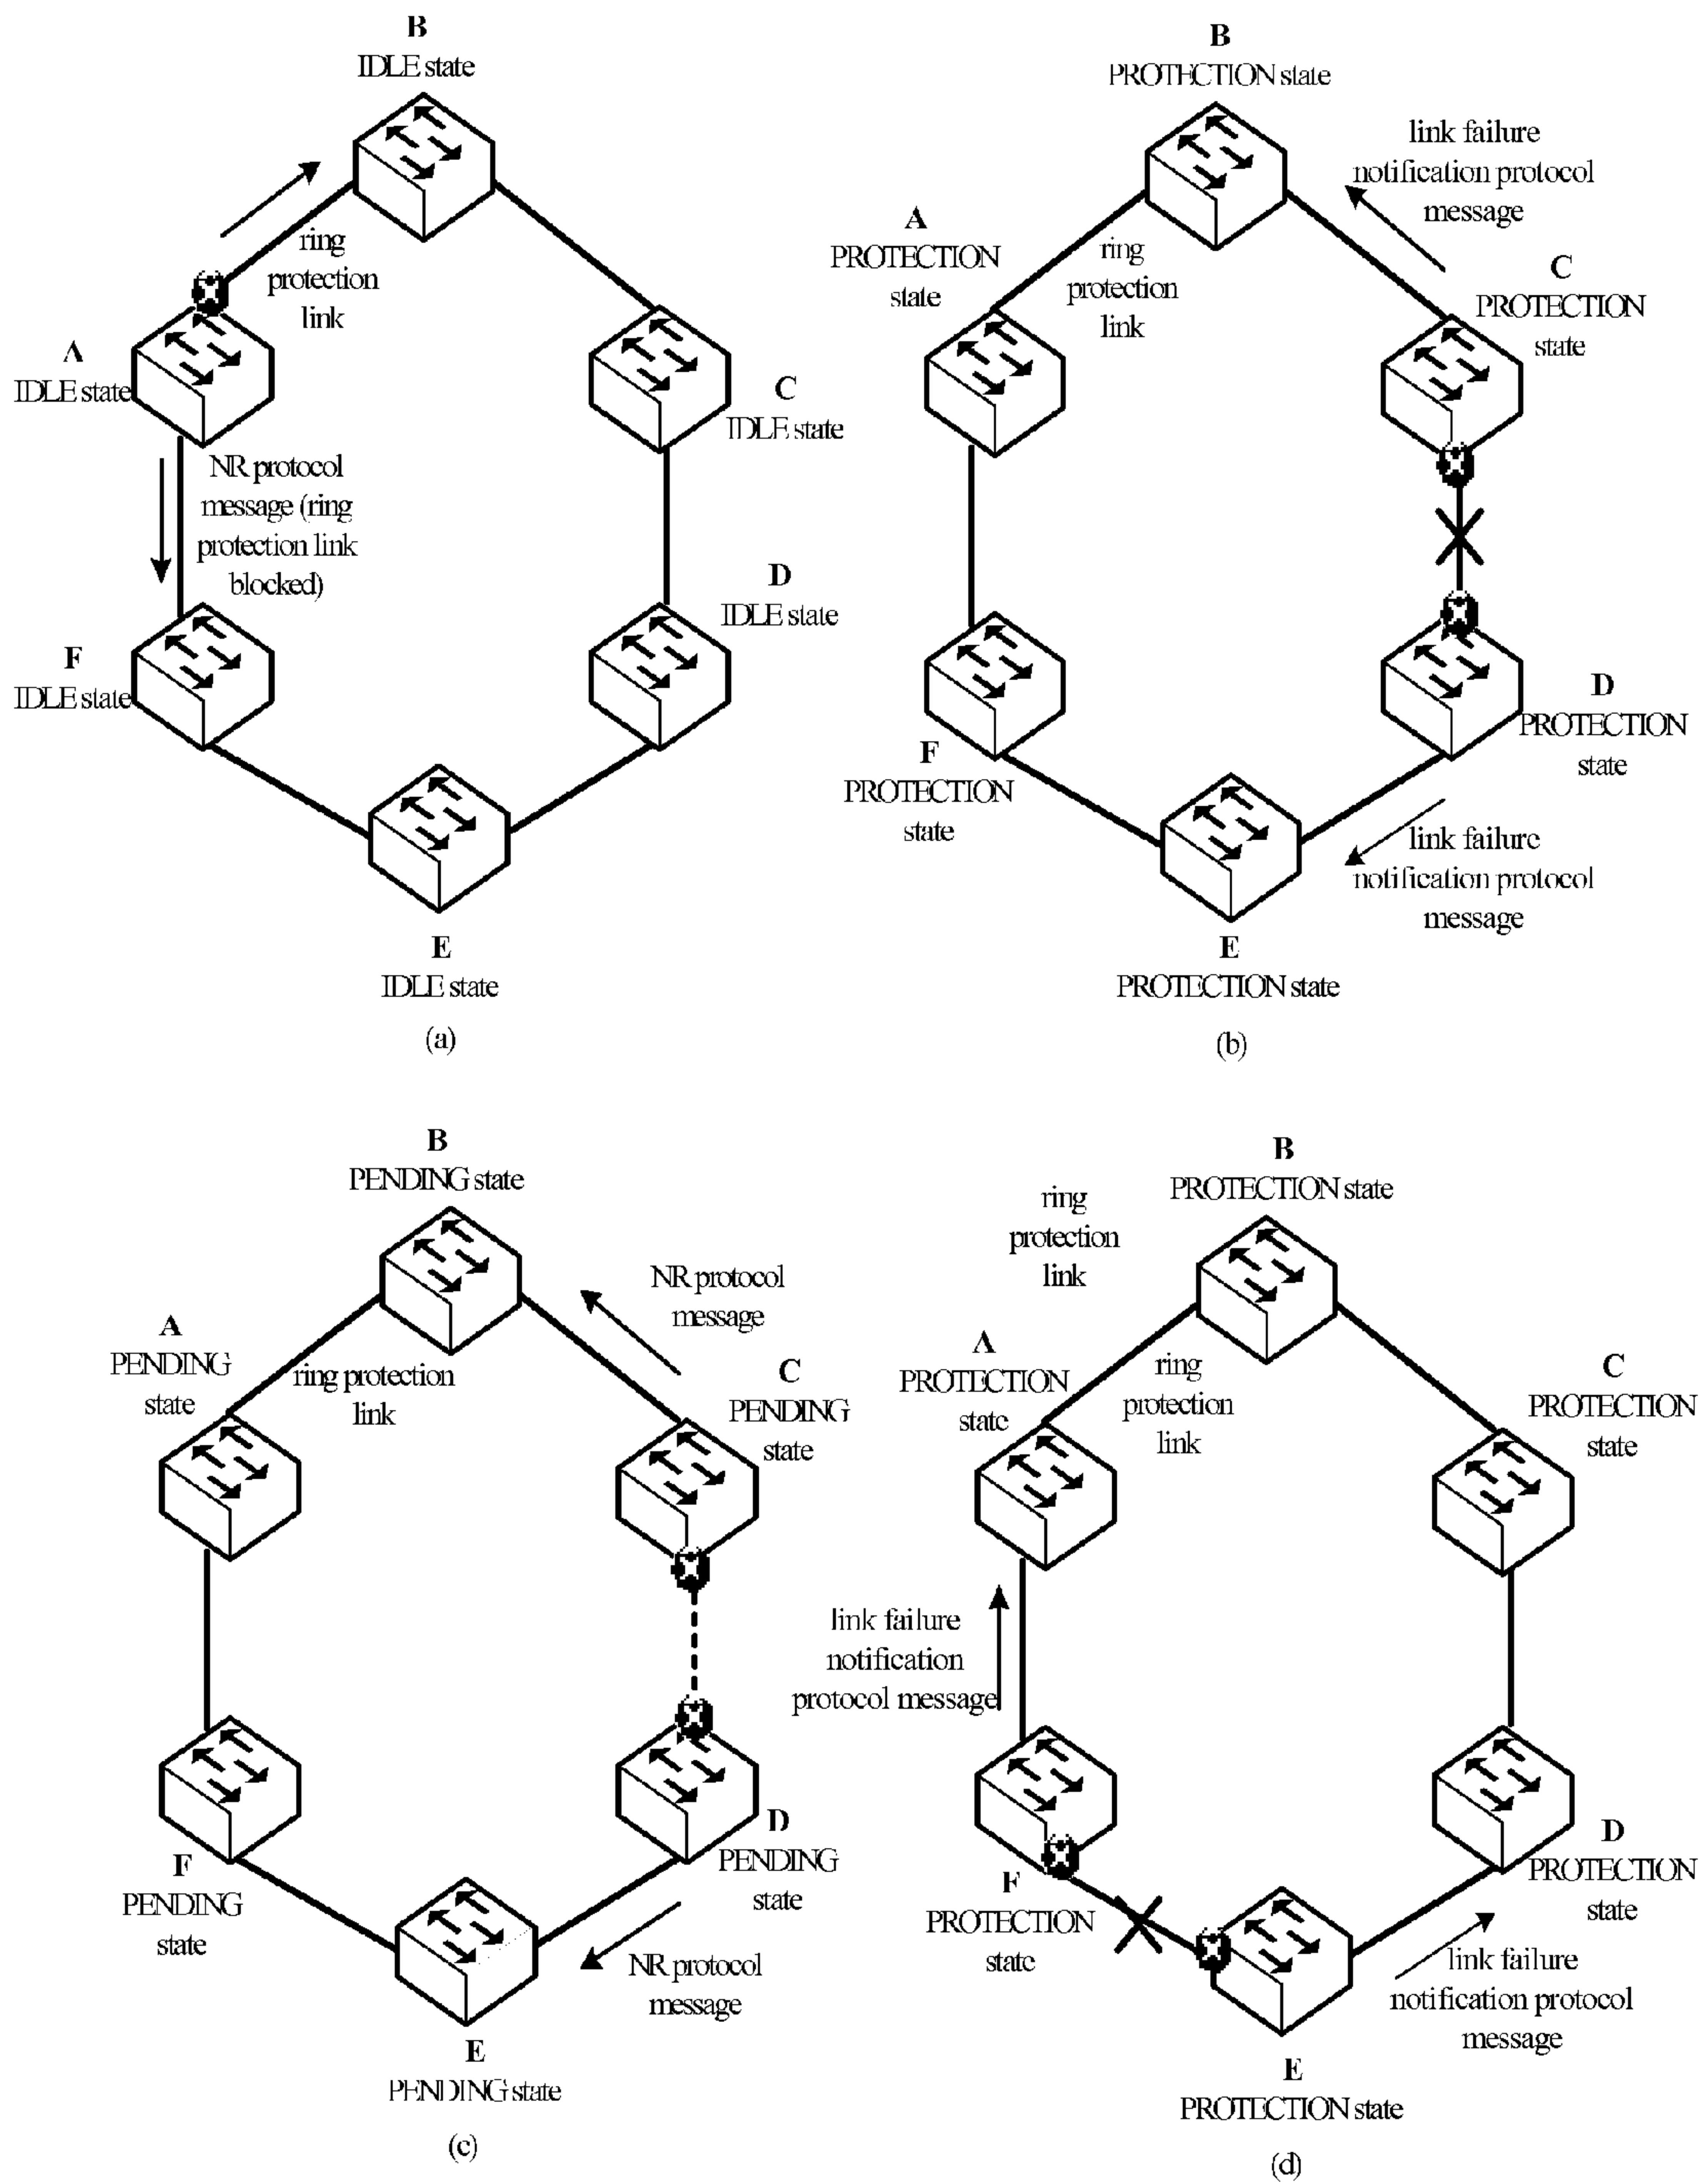 B
IDLE state
ring
protection
link
A
IDLE state
C
IDLE state
NR protocol
message (ring
protection link
blocked)
D
IDLE state
F
IDLE state
E
IDLE state
(a)
B
PROTECTION state
link failure
notification protocol
message
A
PROTECTION
state
ring
protection
link
C
PROTECTION
state
D
PROTECTION
state
F
PROTECTION
state
link failure
notification protocol
message
E
PROTECTION state
(b)
B
PENDING state
NR protocol
message
A
PENDING
state
ring protection
link
C
PENDING
state
D
PENDING
state
F
PENDING
state
NR protocol
message
E
PENDING state
(c)
B
PROTECTION state
ring
protection
link
A
PROTECTION
state
ring
protection
link
C
PROTECTION
state
link failure
notification
protocol message
D
PROTECTION
state
F
PROTECTION
state
link failure
notification protocol
message
E
PROTECTION state
(d)